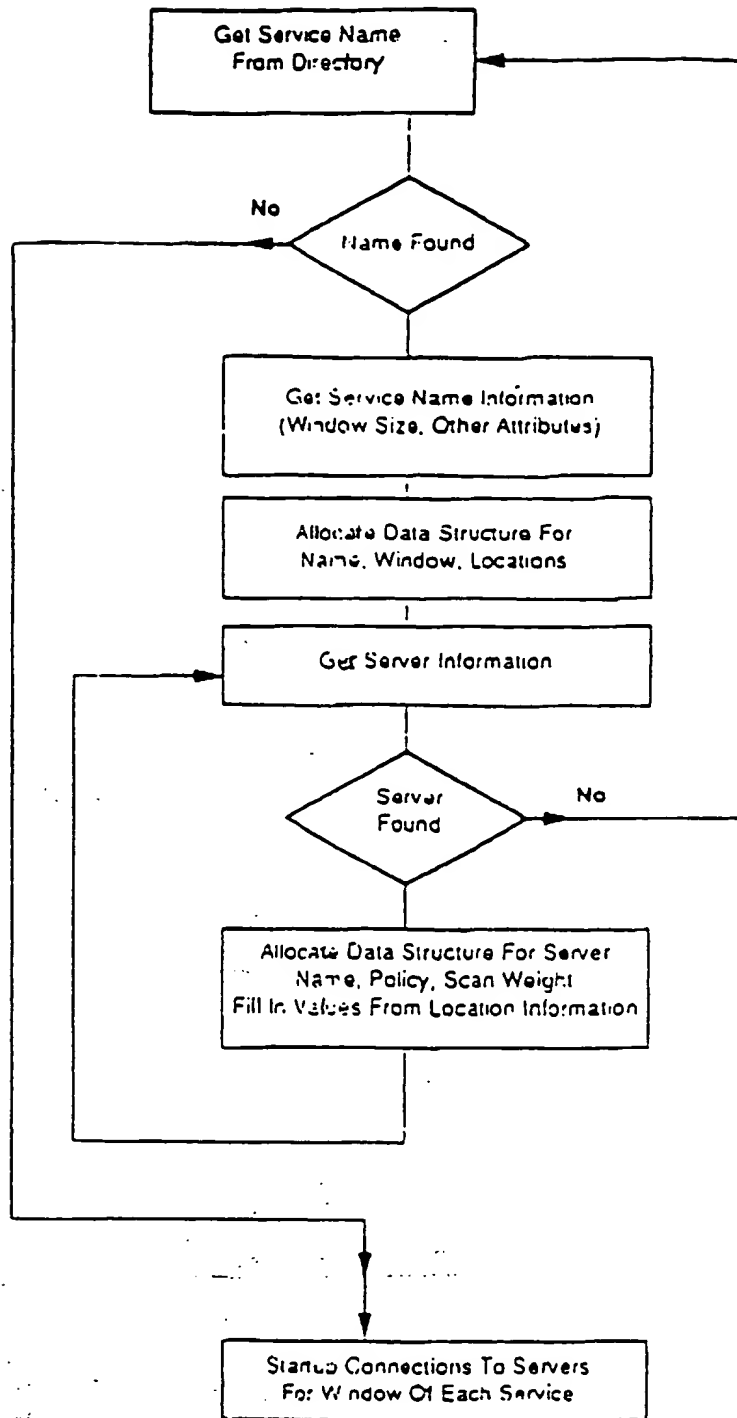 Get Service Name
From Directory
No
Name Found
Get Service Name Information
(Window Size, Other Attributes)
Allocate Data Structure For
Name, Window, Locations
Get Server Information
Server
Found
No
Allocate Data Structure For Server
Name, Policy, Scan Weight
Fill In Values From Location Information
Startup Connections To Servers
For Window Of Each Service